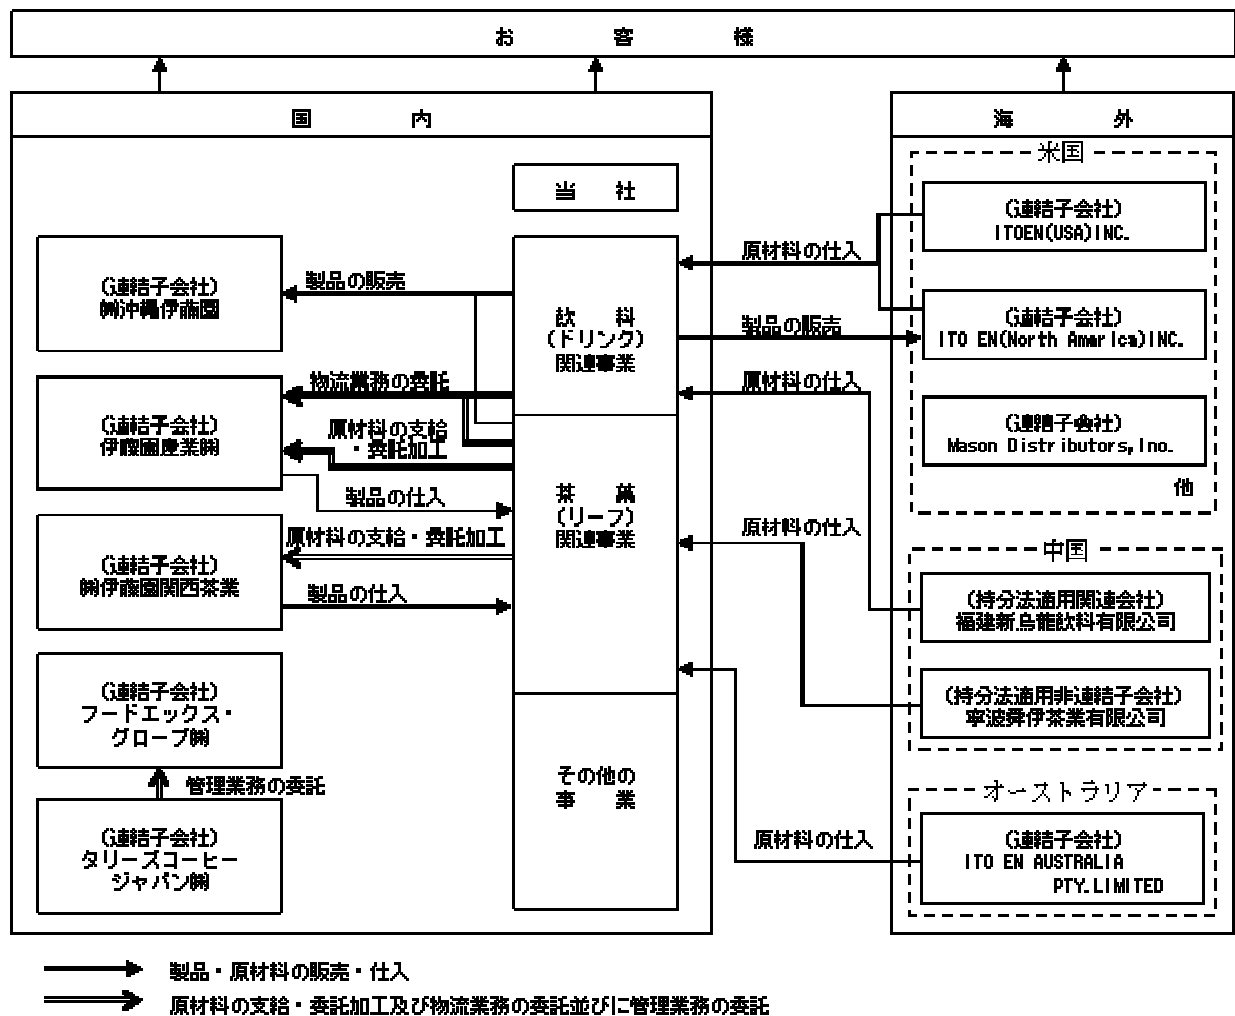 お客様
国内
海外
当社
米国
(連結子会社)
ITOEN(USA)INC.
原材料の仕入
(連結子会社)
㈱沖縄伊藤園
製品の販売
飲料
(ドリンク)
関連事業
製品の販売
(連結子会社)
ITO EN(North America)INC.
物流業務の委託
原材料の仕入
(連結子会社)
伊藤園産業㈱
原材料の支給
・委託加工
(連結子会社)
Mason Distributors,Inc.
他
製品の仕入
茶葉
(リーフ)
関連事業
原材料の仕入
原材料の支給・委託加工
中国
(連結子会社)
㈱伊藤園関西茶業
製品の仕入
(持分法適用関連会社)
福建新烏龍飲料有限公司
(連結子会社)
フードエックス・
グローブ㈱
(持分法適用非連結子会社)
寧波舜伊茶業有限公司
管理業務の委託
その他の
事業
オーストラリア
(連結子会社)
タリーズコーヒー
ジャパン㈱
原材料の仕入
(連結子会社)
ITO EN AUSTRALIA
PTY.LIMITED
製品・原材料の販売・仕入
原材料の支給・委託加工及び物流業務の委託並びに管理業務の委託